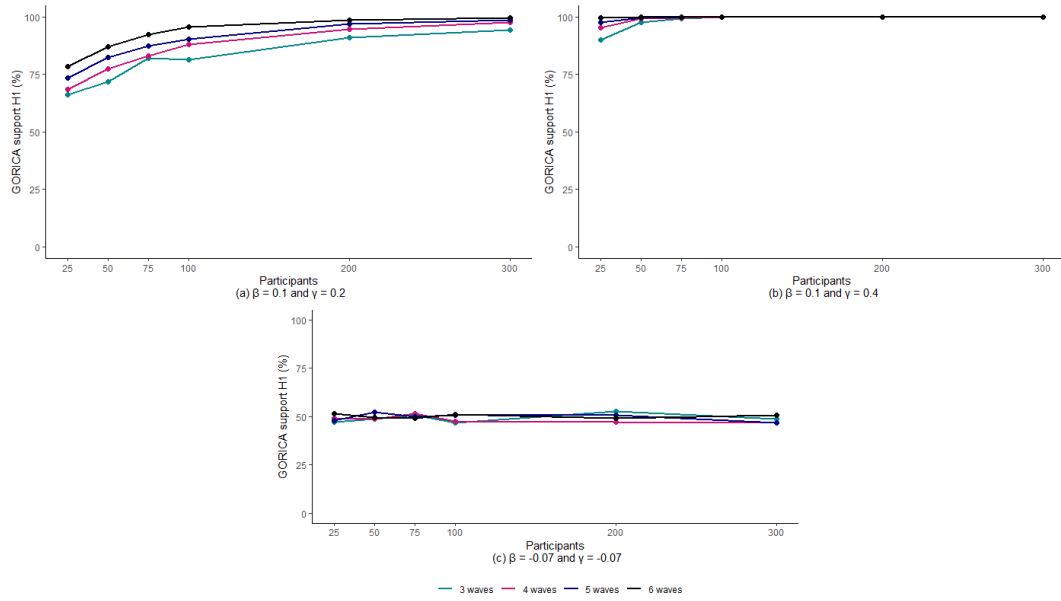 GORICA support H1 (%)
100
75
50
25
0
25 50 75 100 200 300
Participants
(a) β = 0.1 and γ = 0.2
GORICA support H1 (%)
100
75
50
25
0
25 50 75 100 200 300
Participants
(b) β = 0.1 and γ = 0.4
GORICA support H1 (%)
100
75
50
25
0
25 50 75 100 200 300
Participants
(c) β = -0.07 and γ = -0.07
3 waves 4 waves 5 waves 6 waves